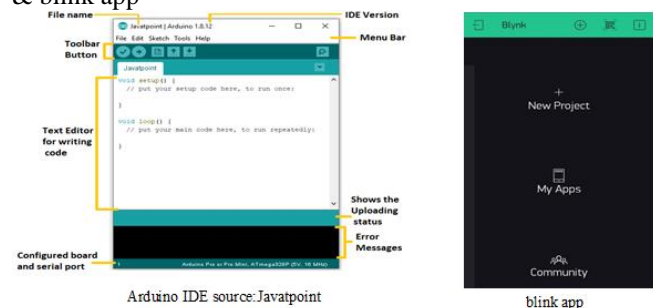 & blink app
File name
IDE Version
Javatpoint | Arduino 1.8.12
File Edit Sketch Tools Help
Menu Bar
Toolbar
Button
Javatpoint
void setup() {
// put your setup code here, to run once:
}
void loop() {
// put your main code here, to run repeatedly:
}
Text Editor
for writing
code
Shows the
Uploading
status
Error
Messages
Configured board
and serial port
1
Arduino Pro or Pro Mini, ATmega328P (5V, 16 MHz)
Arduino IDE source:Javatpoint
Blynk
New Project
My Apps
Community
blink app